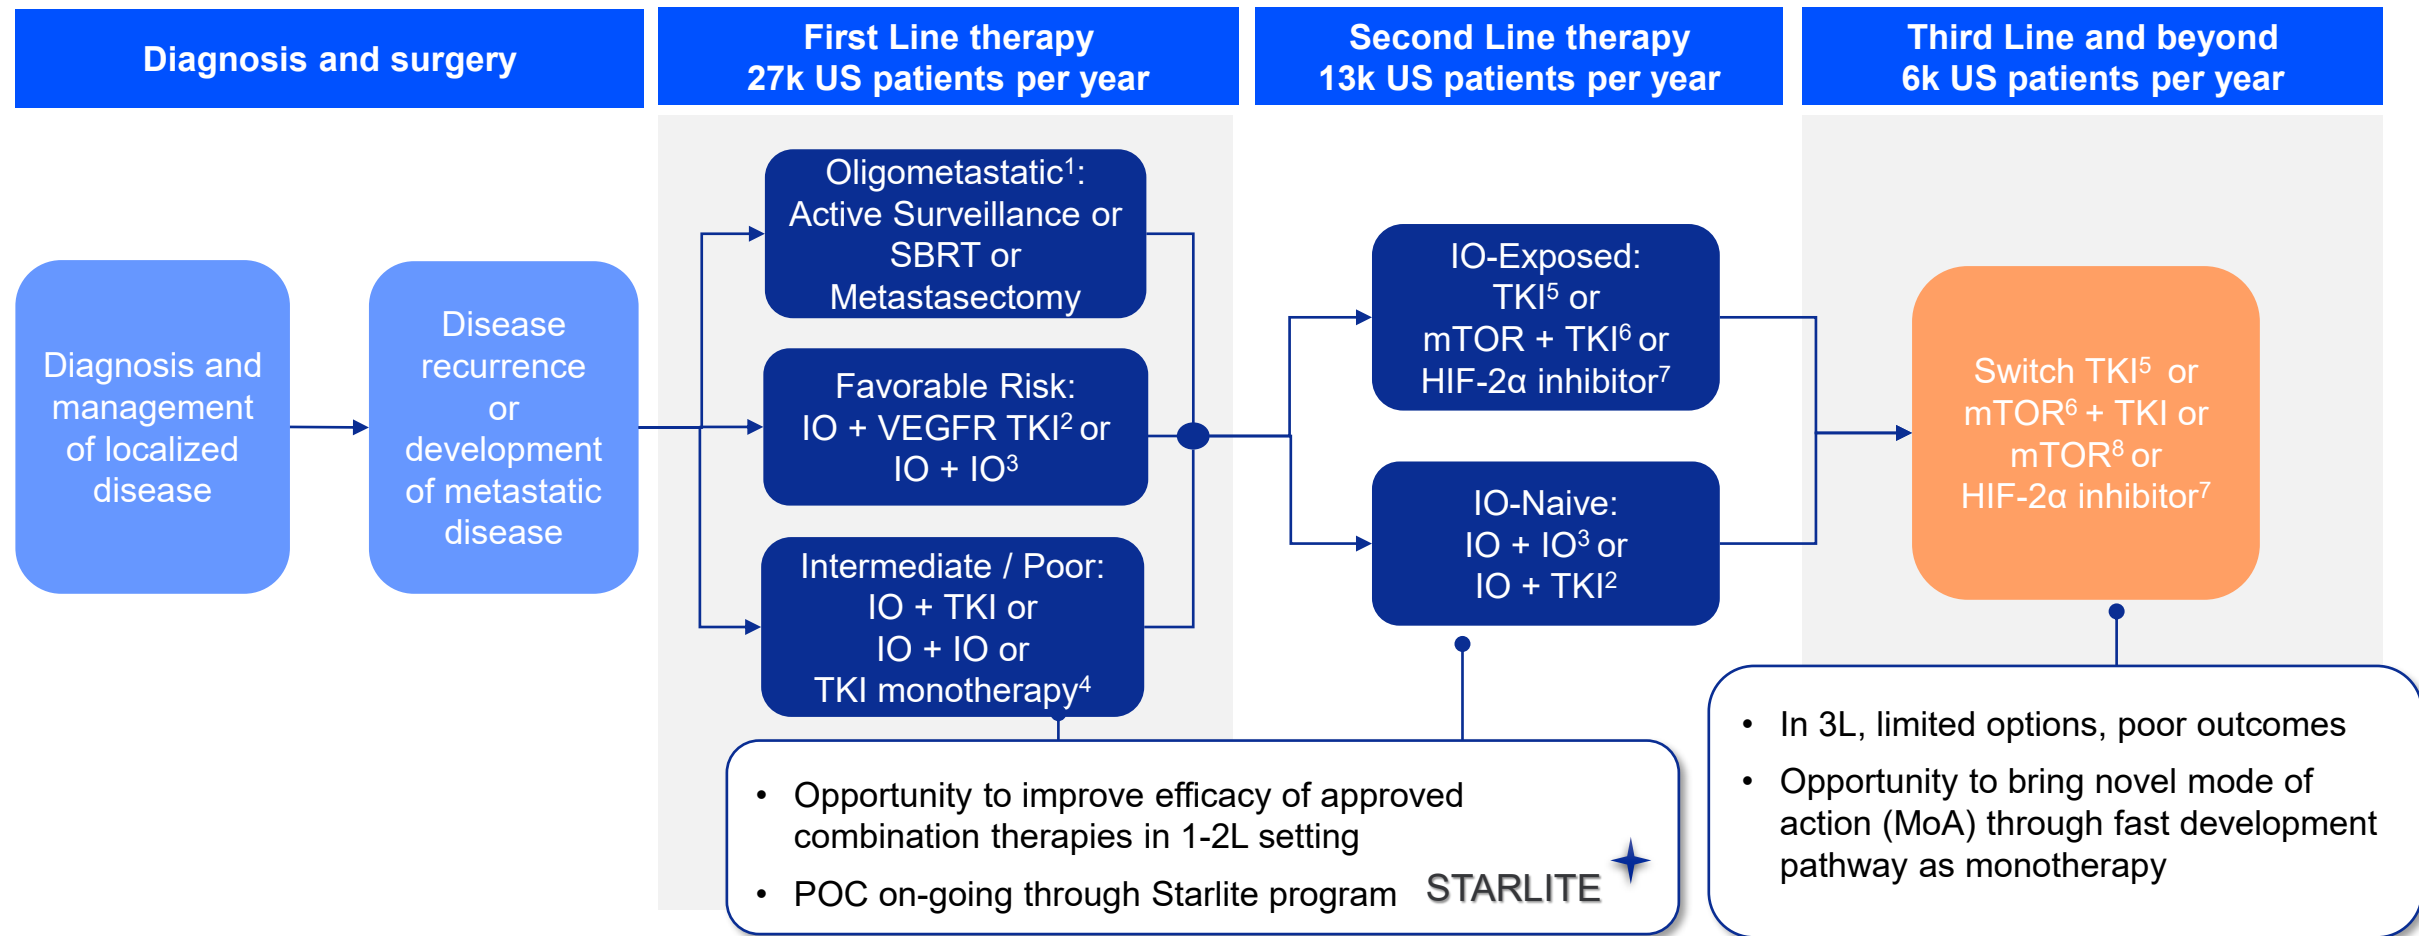 Diagnosis and surgery
First Line therapy
27k US patients per year
Second Line therapy
13k US patients per year
Third Line and beyond
6k US patients per year
Diagnosis and
management
of localized
disease
Disease
recurrence
or
development
of metastatic
disease
Oligometastatic¹:
Active Surveillance or
SBRT or
Metastasectomy
Favorable Risk:
IO + VEGFR TKI² or
IO + IO³
Intermediate / Poor:
IO + TKI or
IO + IO or
TKI monotherapy⁴
IO-Exposed:
TKI⁵ or
mTOR + TKI⁶ or
HIF-2α inhibitor⁷
IO-Naive:
IO + IO³ or
IO + TKI²
Switch TKI⁵ or
mTOR⁶ + TKI or
mTOR⁸ or
HIF-2α inhibitor⁷
• Opportunity to improve efficacy of approved
combination therapies in 1-2L setting
• POC on-going through Starlite program
STARLITE
• In 3L, limited options, poor outcomes
• Opportunity to bring novel mode of
action (MoA) through fast development
pathway as monotherapy